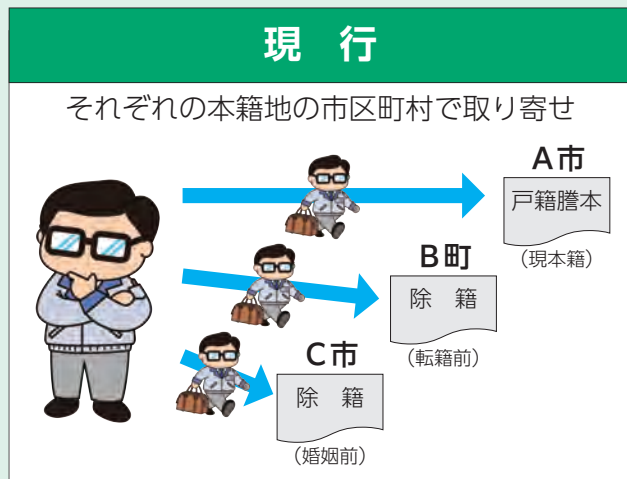 現 行
それぞれの本籍地の市区町村で取り寄せ
A市
戸籍謄本
(現本籍)
B町
除 籍
(転籍前)
C市
除 籍
(婚姻前)